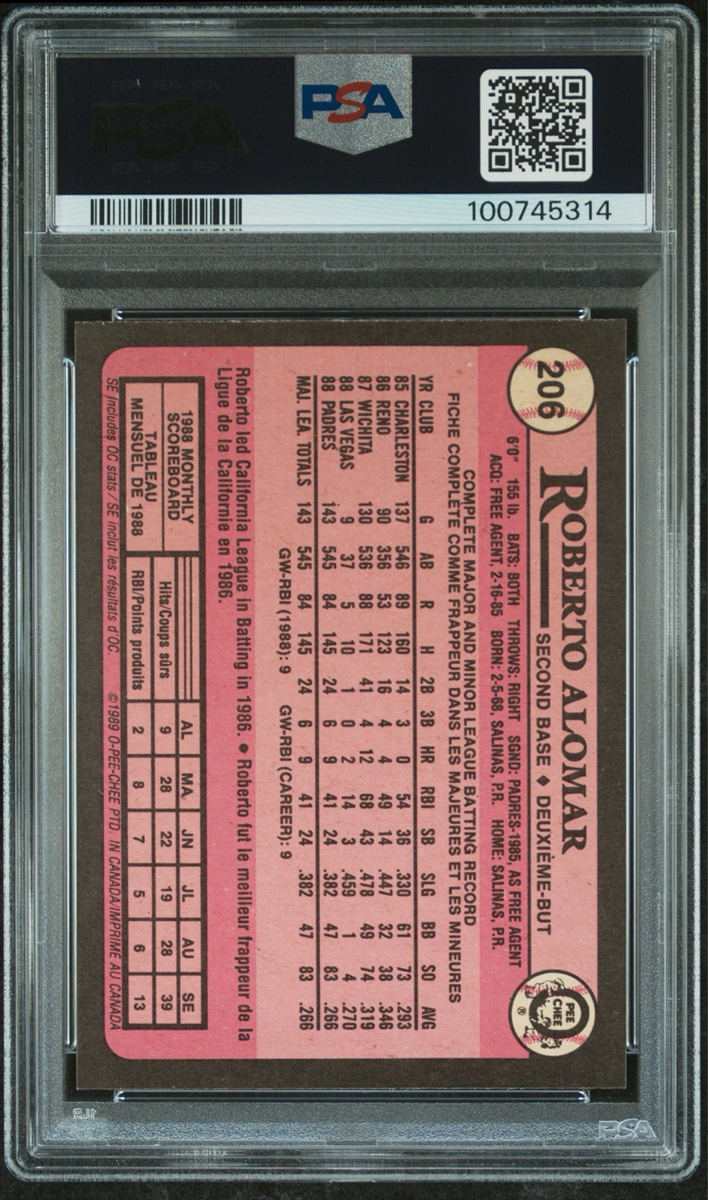 PSA
PSA
100745314
206
ROBERTO ALOMAR
SECOND BASE ♦ DEUXIÈME-BUT
O PEE CHEE ®
6'0" 155 lb. BATS: BOTH THROWS: RIGHT SGND: PADRES-1985, AS FREE AGENT
ACQ: FREE AGENT, 2-16-85 BORN: 2-5-68, SALINAS, P.R. HOME: SALINAS, P.R.
COMPLETE MAJOR AND MINOR LEAGUE BATTING RECORD
FICHE COMPLÈTE COMME FRAPPEUR DANS LES MAJEURES ET LES MINEURES
YR CLUB G AB R H 2B 3B HR RBI SB SLG BB SO AVG
85 CHARLESTON 137 546 89 160 14 3 0 54 36 .330 61 73 .293
86 RENO 90 356 53 123 16 4 4 49 14 .447 32 38 .346
87 WICHITA 130 536 88 171 41 4 12 68 43 .478 49 74 .319
88 LAS VEGAS 9 37 5 10 1 0 2 14 3 .459 1 4 .270
88 PADRES 143 545 84 145 24 6 9 41 24 .382 47 83 .266
MAJ. LEA. TOTALS 143 545 84 145 24 6 9 41 24 .382 47 83 .266
GW-RBI (1988): 9 GW-RBI (CAREER): 9
Roberto led California League in Batting in 1986. • Roberto fut le meilleur frappeur de la
Ligue de la Californie en 1986.
1988 MONTHLY
SCOREBOARD
TABLEAU
MENSUEL DE 1988
AL MA JN JL AU SE
Hits/Coups sûrs 9 28 22 19 28 39
RBI/Points produits 2 8 7 5 6 13
SE includes OC stats/SE inclut les résultats d'OC. ©1989 O-PEE-CHEE PTD. IN CANADA/IMPRIMÉ AU CANADA
PSA